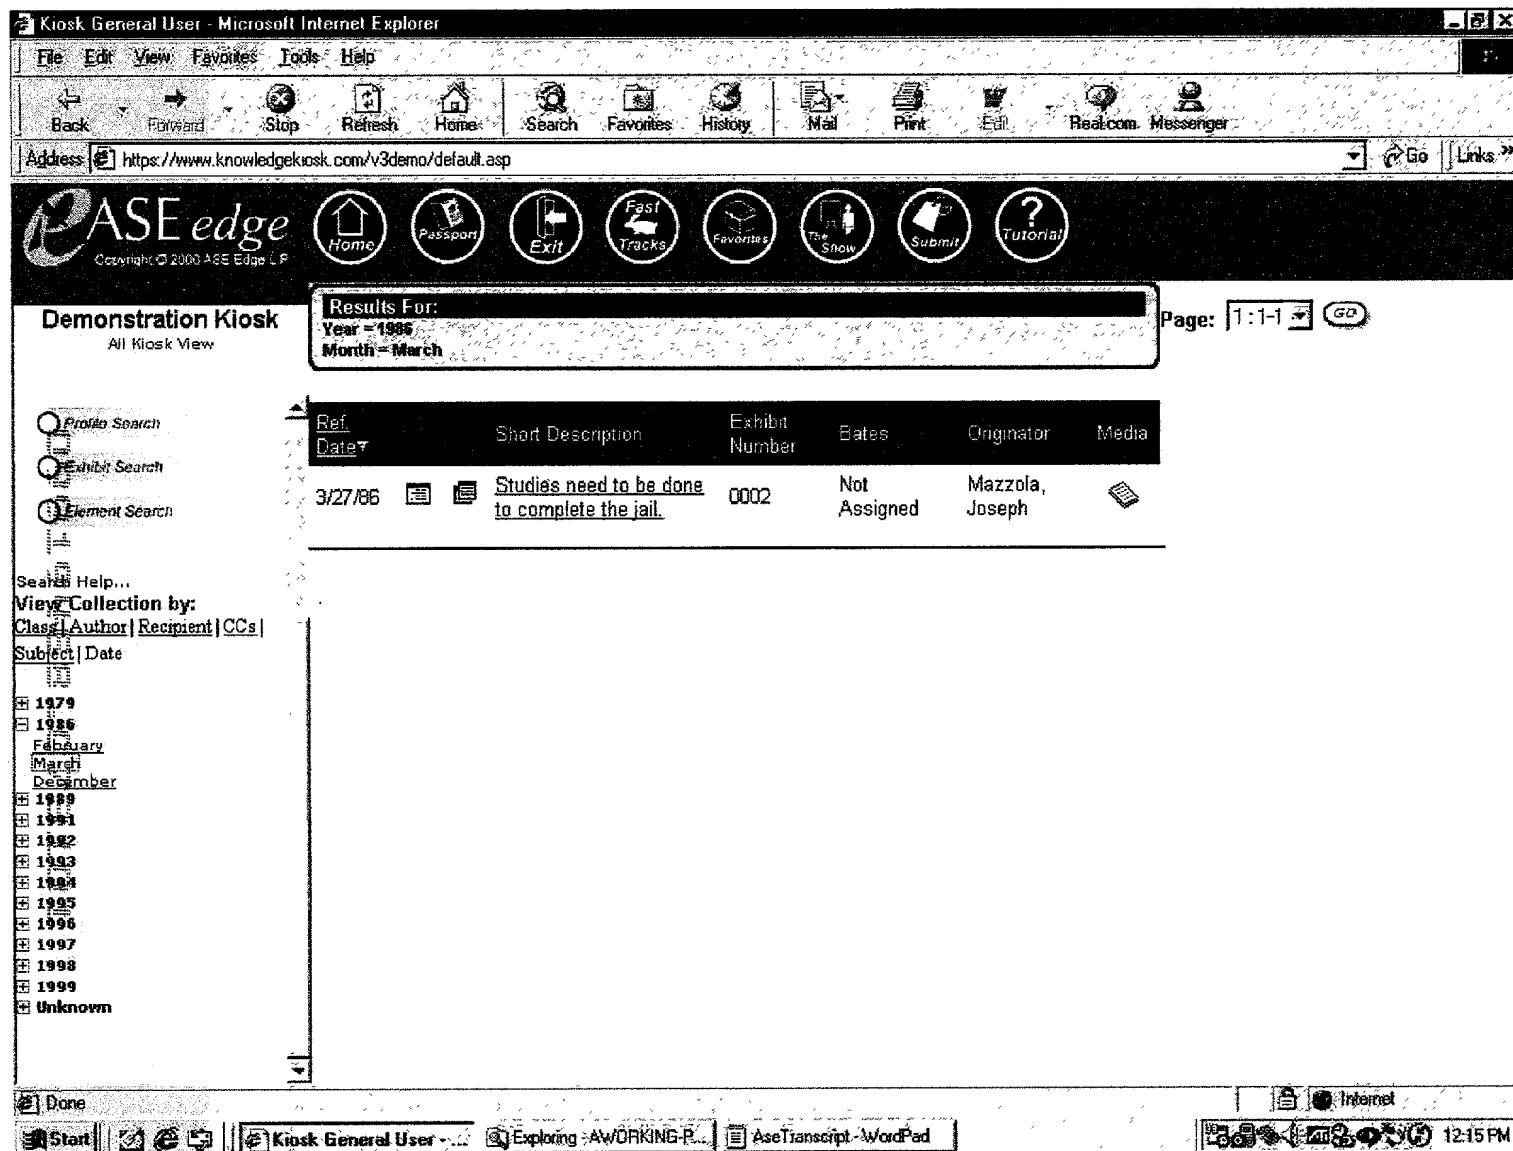 Kiosk General User - Microsoft Internet Explorer
File Edit View Favorites Tools Help
Back Forward Stop Refresh Home Search Favorites History Mail Print Edit Real.com Messenger
Address https://www.knowledgekiosk.com/v3demo/default.asp Go Links »
eASE edge
Copyright © 2000 ASE Edge L.P.
Home Passport Exit Fast Tracks Favorites The Show Submit ? Tutorial
Demonstration Kiosk
All Kiosk View
Results For:
Year = 1986
Month = March
Page: 1:1-1 GO
Profile Search
Exhibit Search
Element Search
Search Help...
View Collection by:
Class | Author | Recipient | CCs |
Subject | Date
1979
1986
February
March
December
1989
1991
1992
1993
1994
1995
1996
1997
1998
1999
Unknown
Ref. Date Short Description Exhibit Number Bates Originator Media
3/27/86 Studies need to be done to complete the jail. 0002 Not Assigned Mazzola, Joseph
Done Internet
Start Kiosk General User - ... Exploring - AWORKING-P... AseTranscript - WordPad 12:15 PM